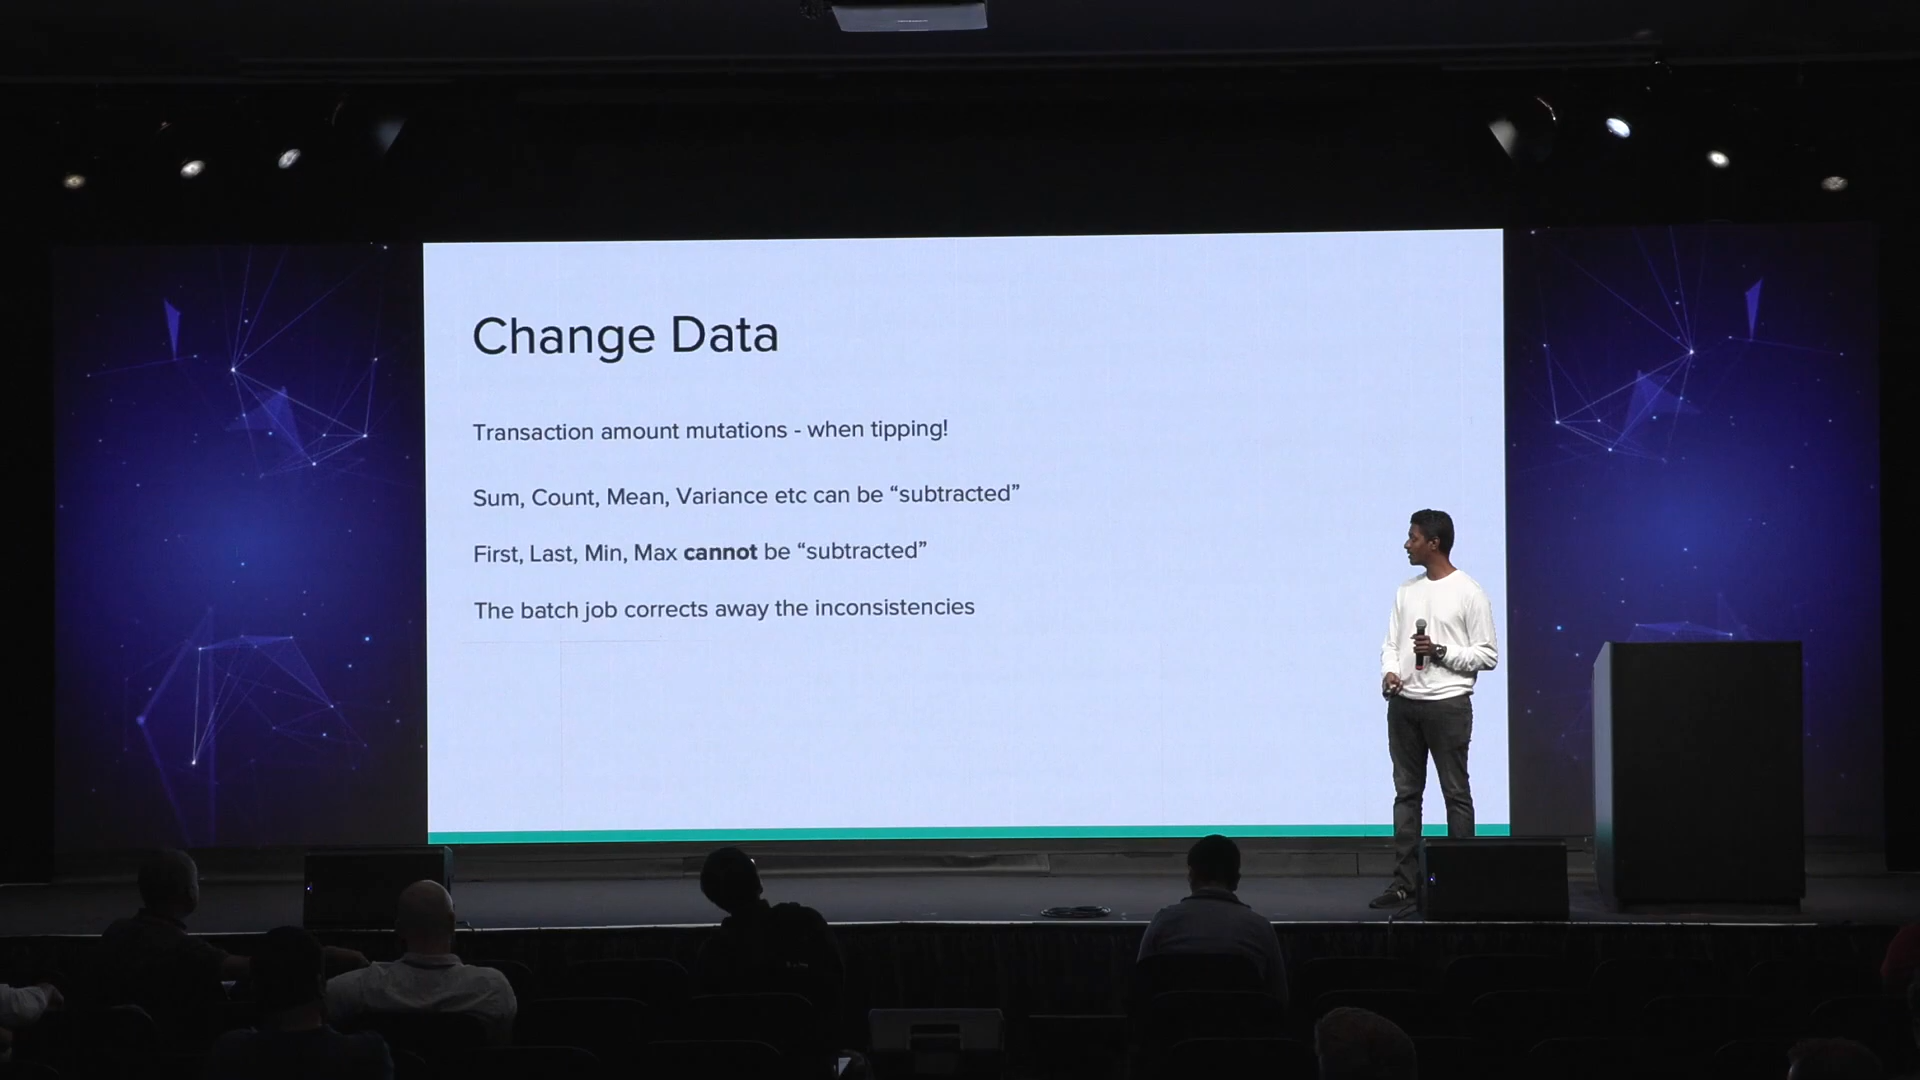 Change Data
Transaction amount mutations - when tipping!
Sum, Count, Mean, Variance etc can be “subtracted”
First, Last, Min, Max cannot be “subtracted”
The batch job corrects away the inconsistencies